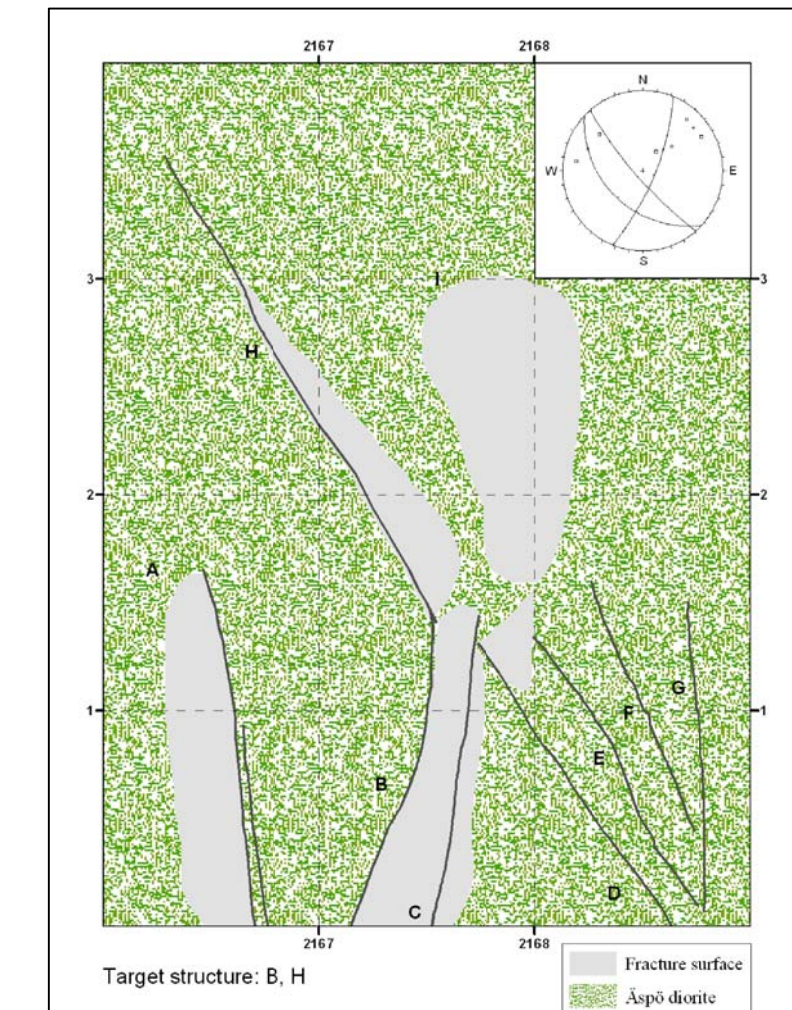 2167 2168
N
W E
S
3 I 3
H
2 2
A
1 G 1
F
E
B
D
C
2167 2168
Target structure: B, H
Fracture surface
Äspö diorite